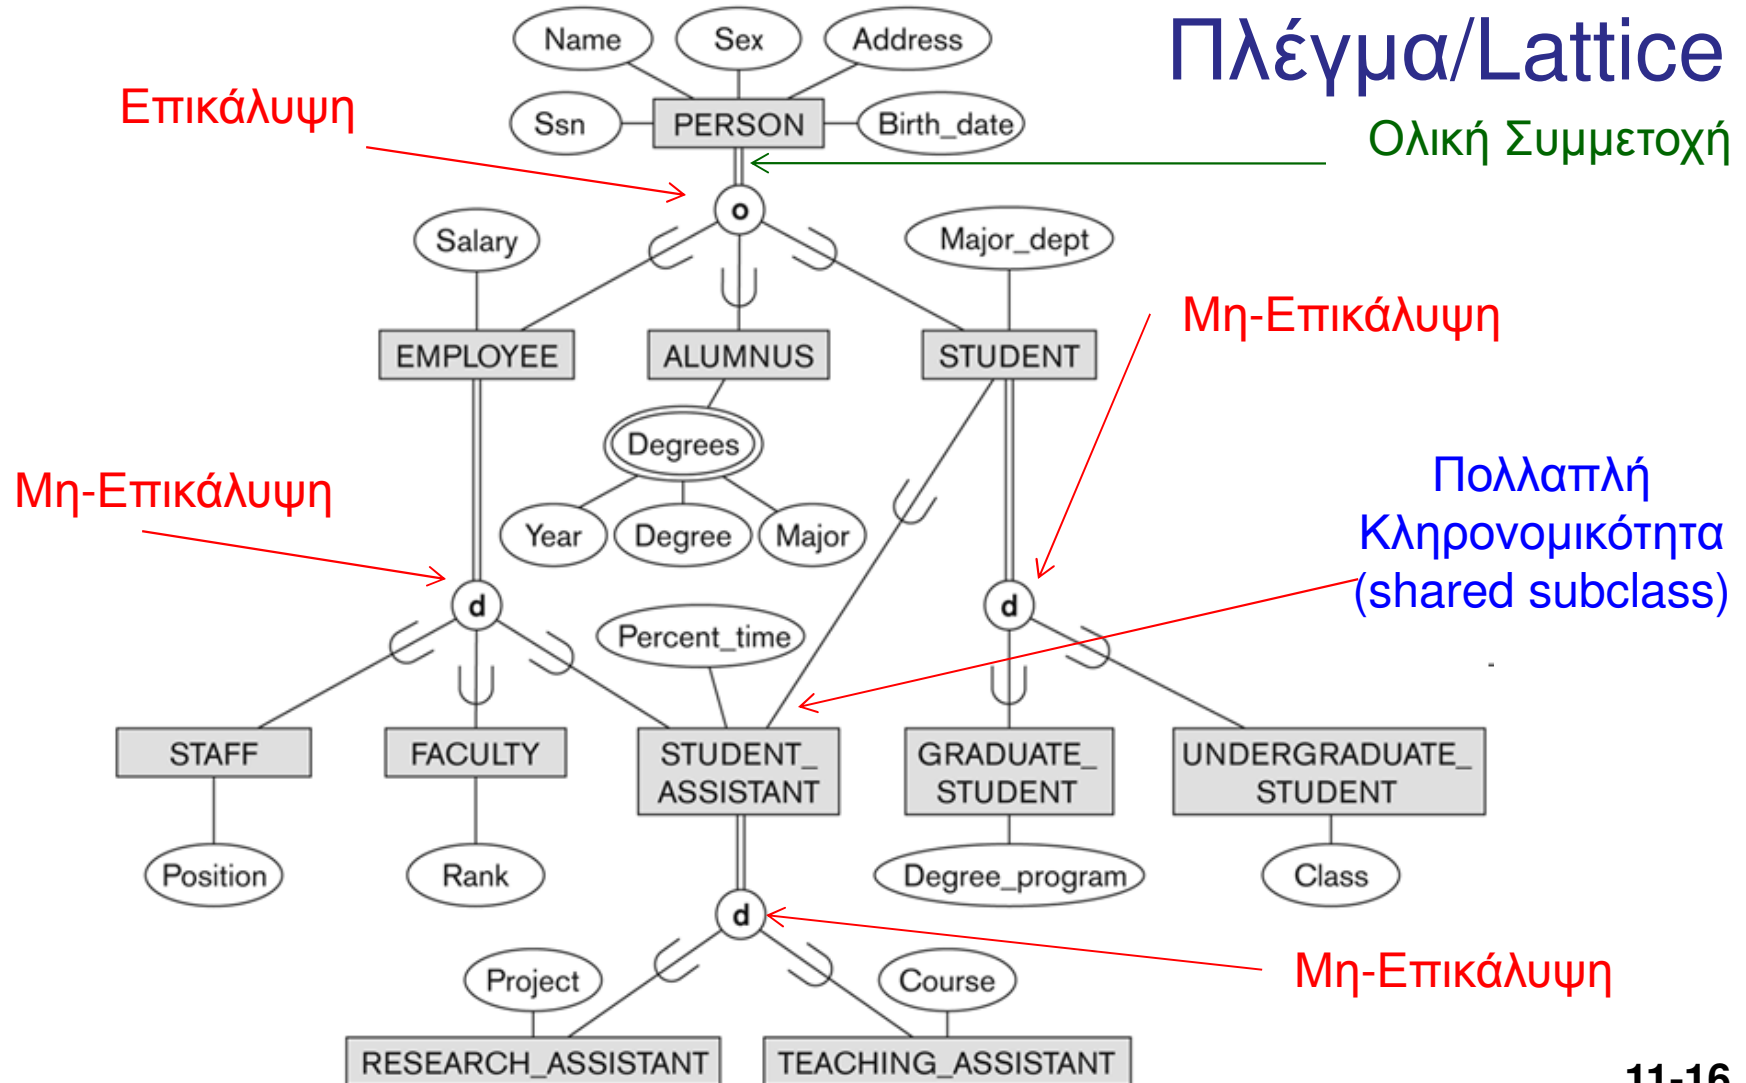 Πλέγμα/Lattice
Name
Sex
Address
Επικάλυψη
Ssn
PERSON
Birth_date
Ολική Συμμετοχή
o
Salary
Major_dept
Μη-Επικάλυψη
EMPLOYEE
ALUMNUS
STUDENT
Degrees
Πολλαπλή
Κληρονομικότητα
(shared subclass)
Μη-Επικάλυψη
Year
Degree
Major
d
d
Percent_time
STAFF
FACULTY
STUDENT_
ASSISTANT
GRADUATE_
STUDENT
UNDERGRADUATE_
STUDENT
Position
Rank
Degree_program
Class
d
Μη-Επικάλυψη
Project
Course
RESEARCH_ASSISTANT
TEACHING_ASSISTANT
11-16